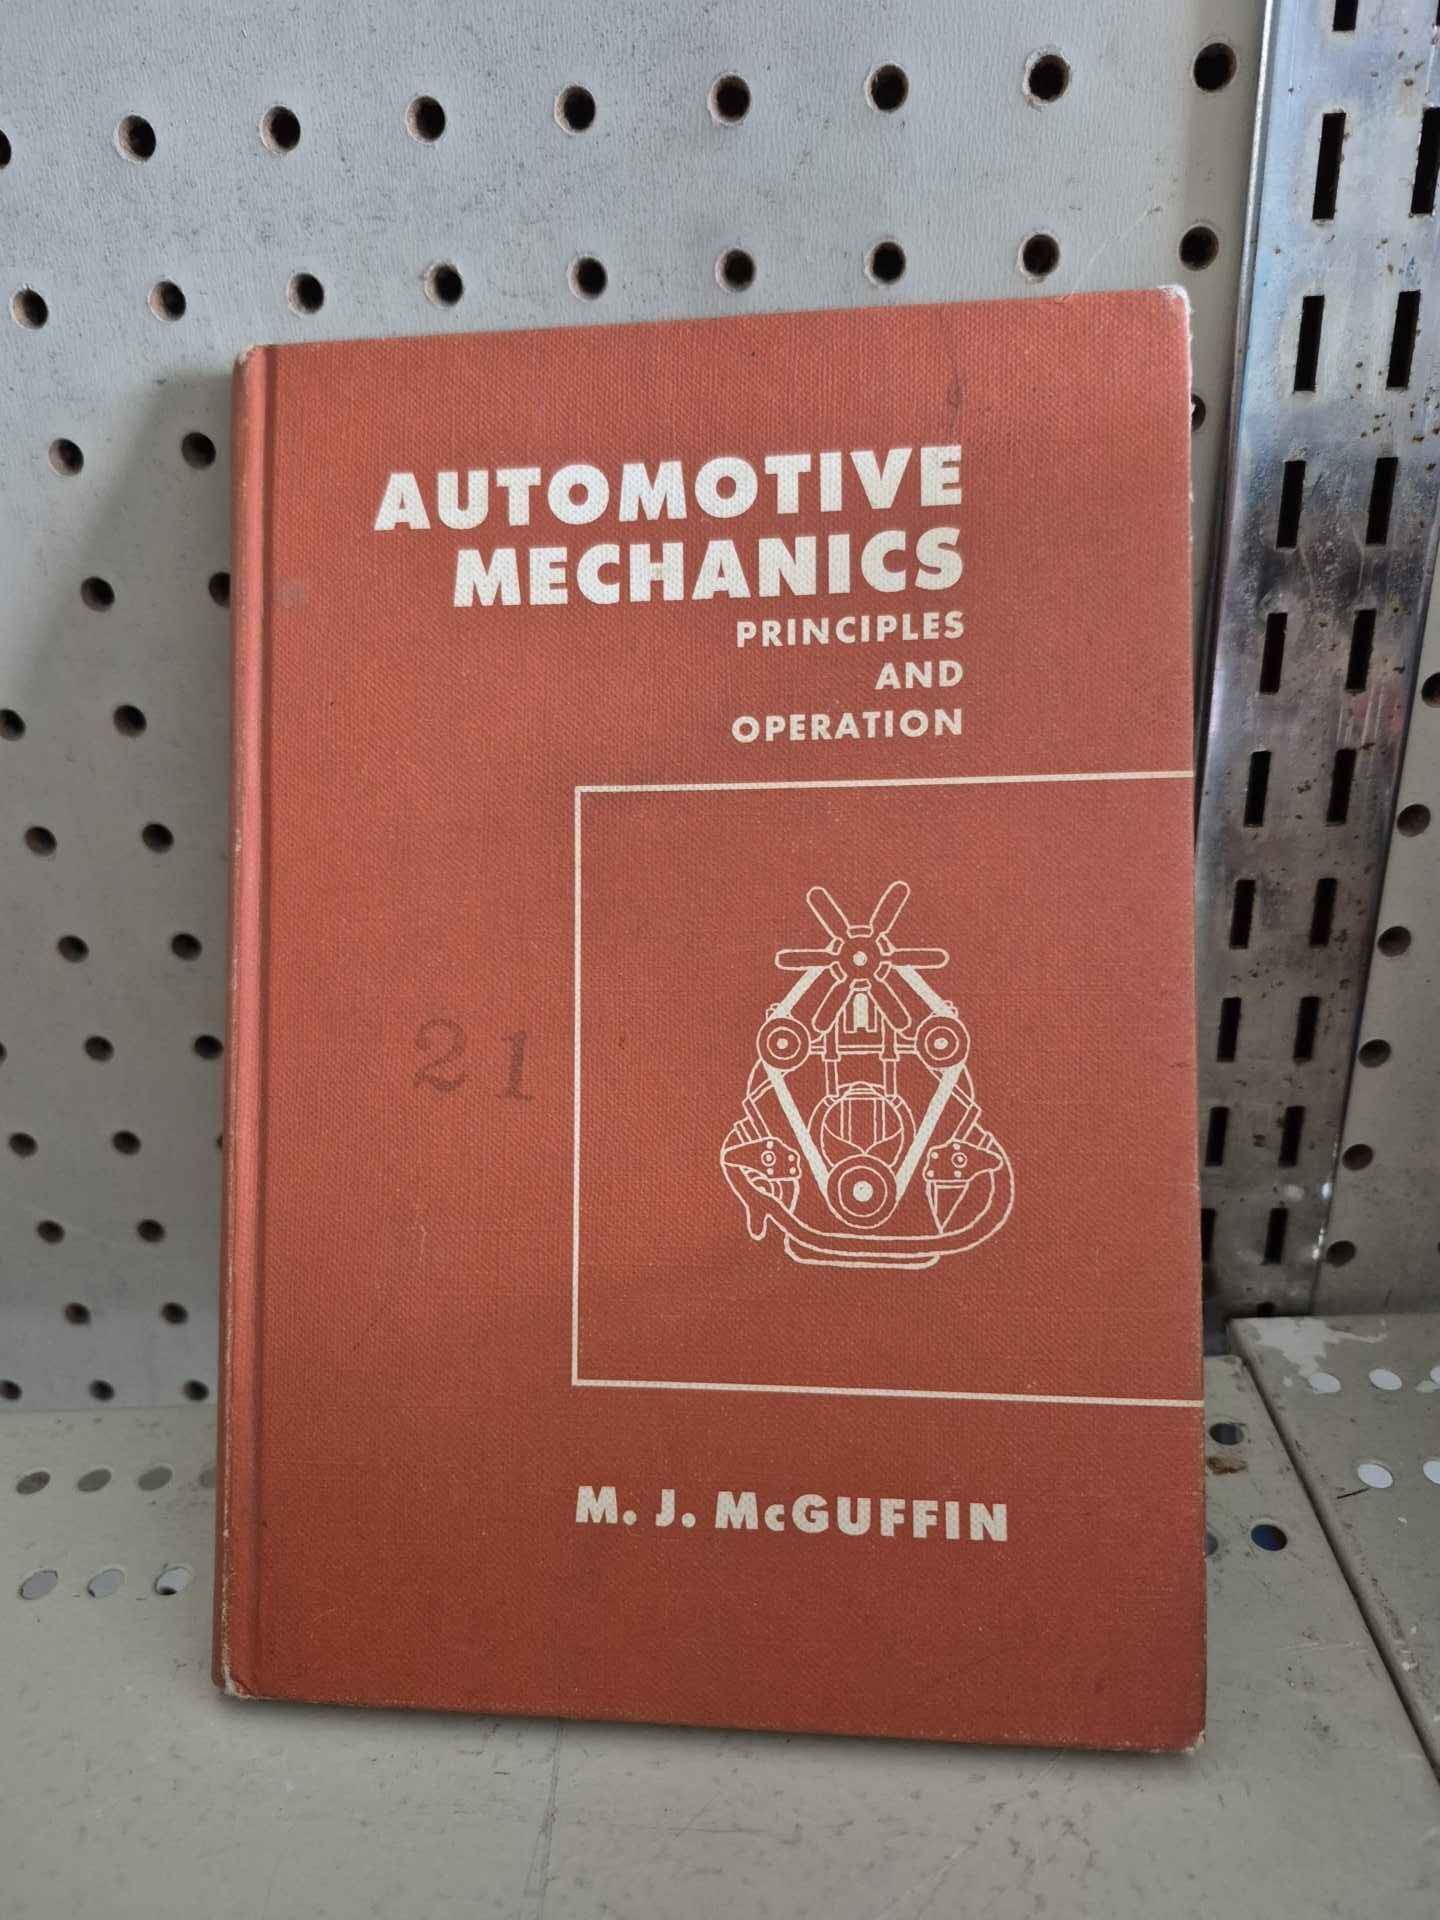 AUTOMOTIVE
MECHANICS
PRINCIPLES
AND
OPERATION
21
M. J. McGUFFIN